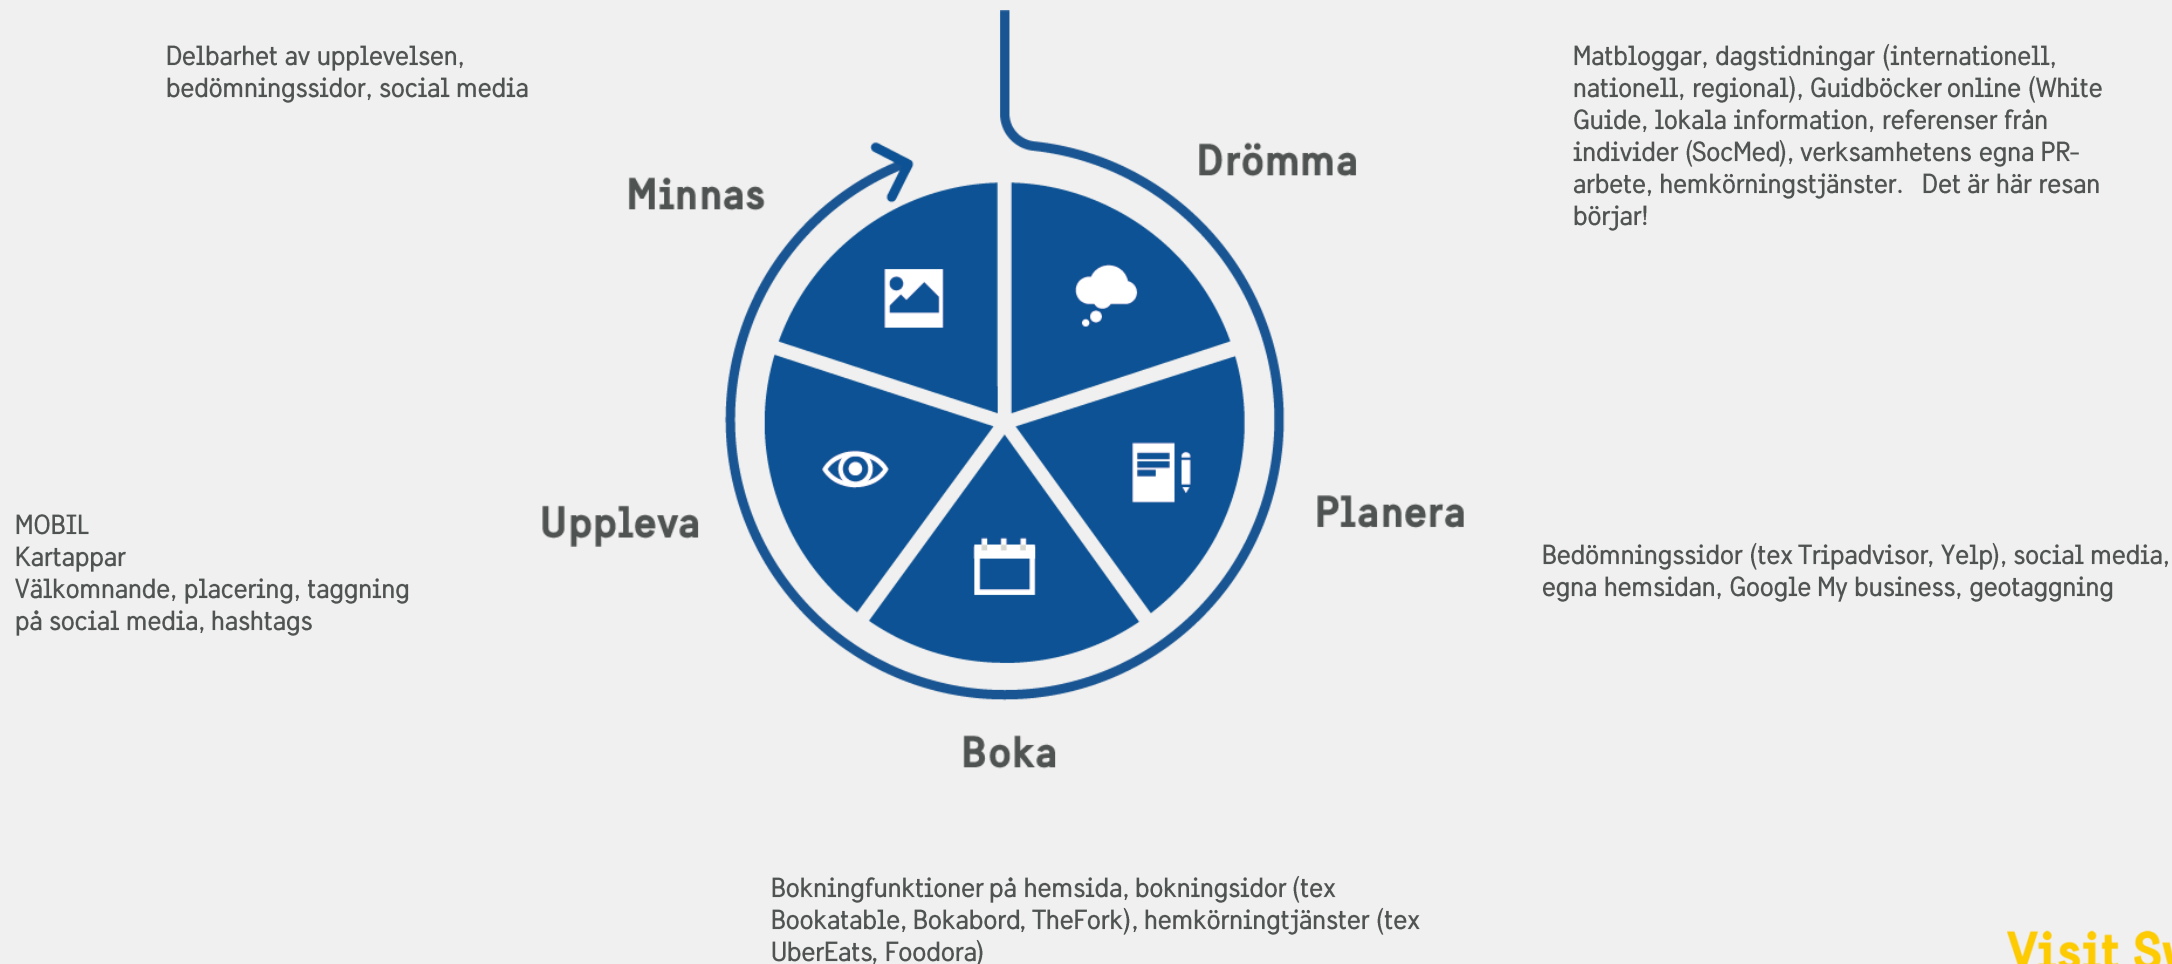 Delbarhet av upplevelsen,
bedömningssidor, social media
Matbloggar, dagstidningar (internationell,
nationell, regional), Guidböcker online (White
Guide, lokala information, referenser från
individer (SocMed), verksamhetens egna PR-
arbete, hemkörningstjänster. Det är här resan
börjar!
Minnas
Drömma
Uppleva
Planera
MOBIL
Kartappar
Välkomnande, placering, taggning
på social media, hashtags
Bedömningssidor (tex Tripadvisor, Yelp), social media,
egna hemsidan, Google My business, geotaggning
Boka
Bokningfunktioner på hemsida, bokningsidor (tex
Bookatable, Bokabord, TheFork), hemkörningtjänster (tex
UberEats, Foodora)
Visit